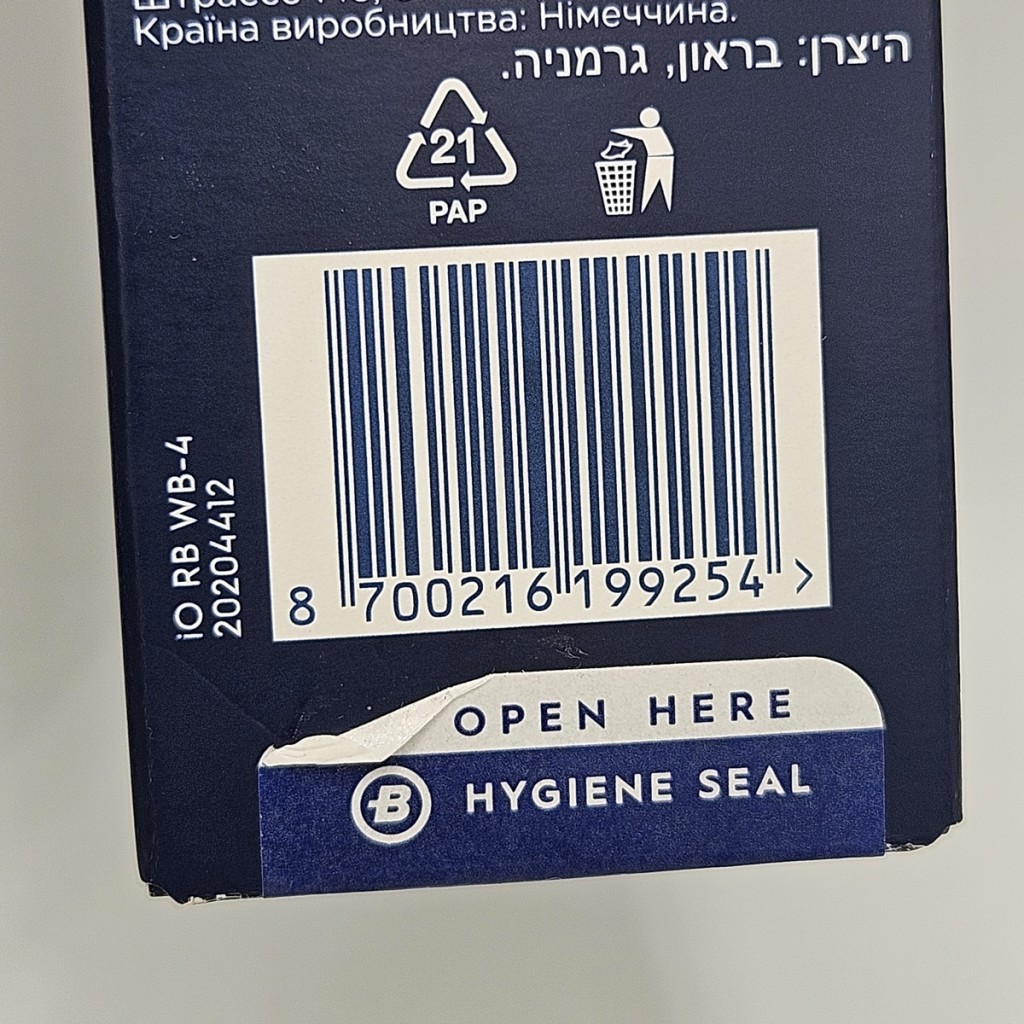 Країна виробництва: Німеччина.
היצרן: בראון, גרמניה.
21
PAP
iO RB WB-4
20204412
8 700216 199254 >
OPEN HERE
B HYGIENE SEAL